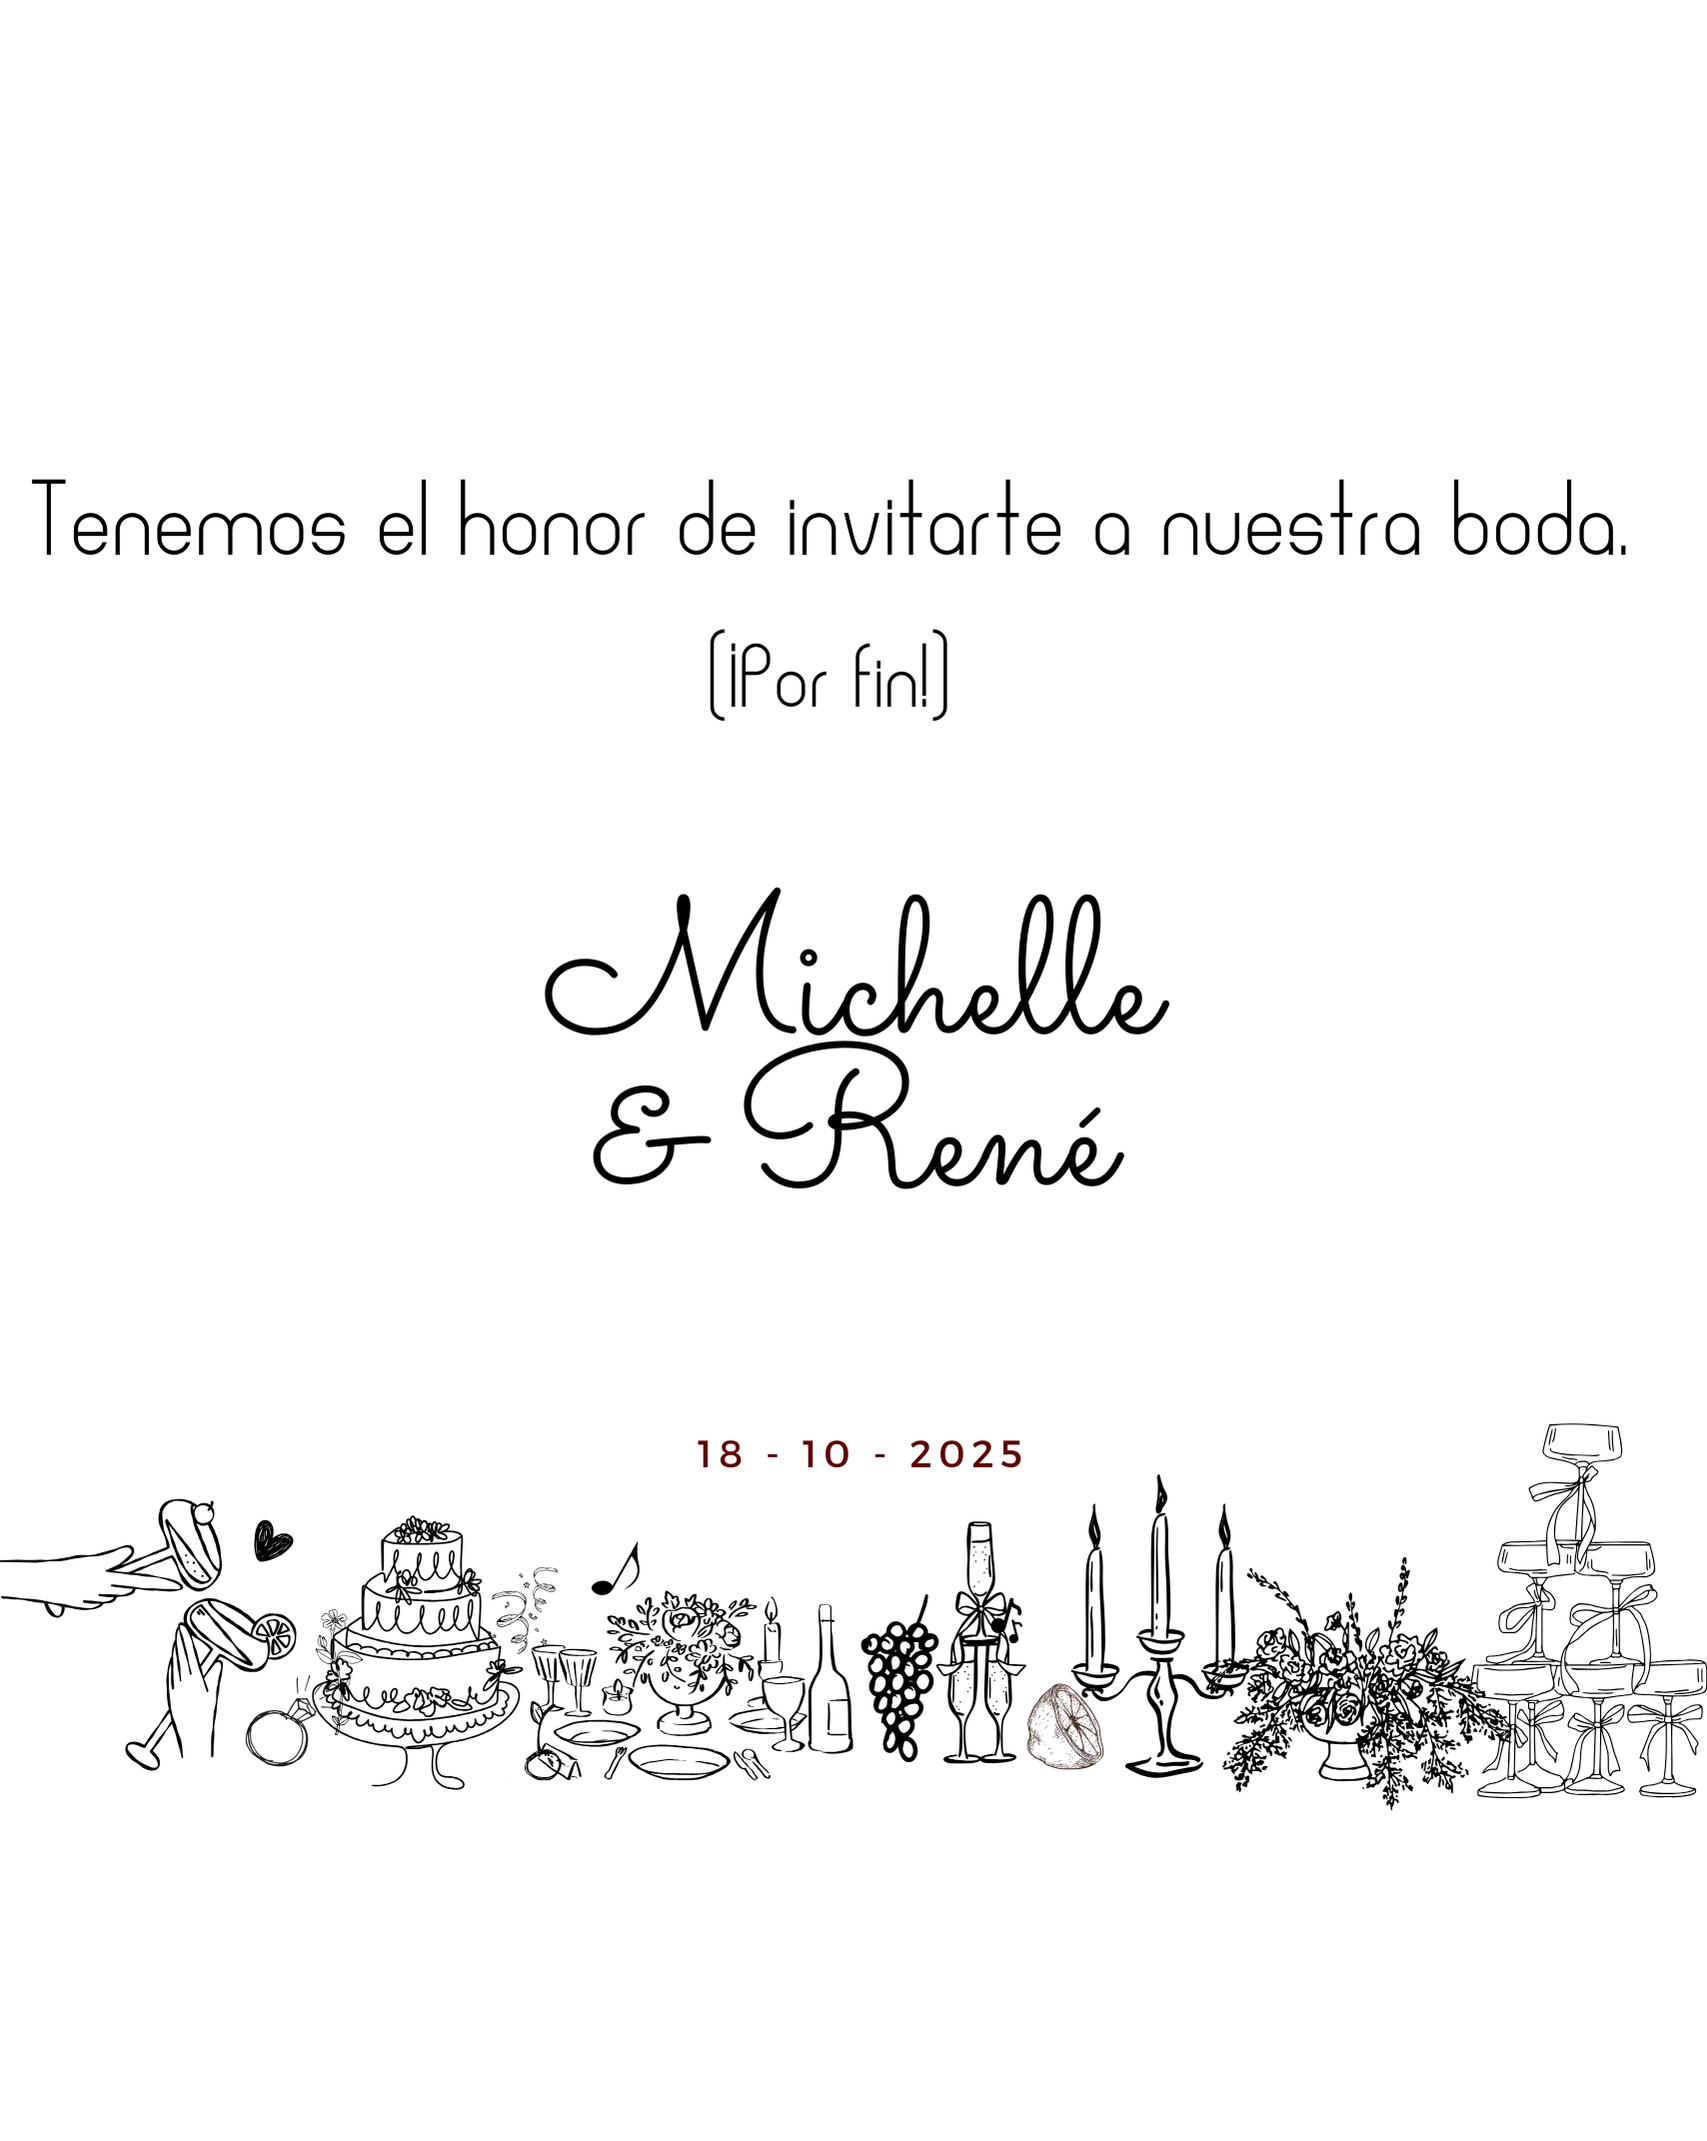 Tenemos el honor de invitarte a nuestra boda.
(¡Por fin!)
Michelle
& René
18 - 10 - 2025